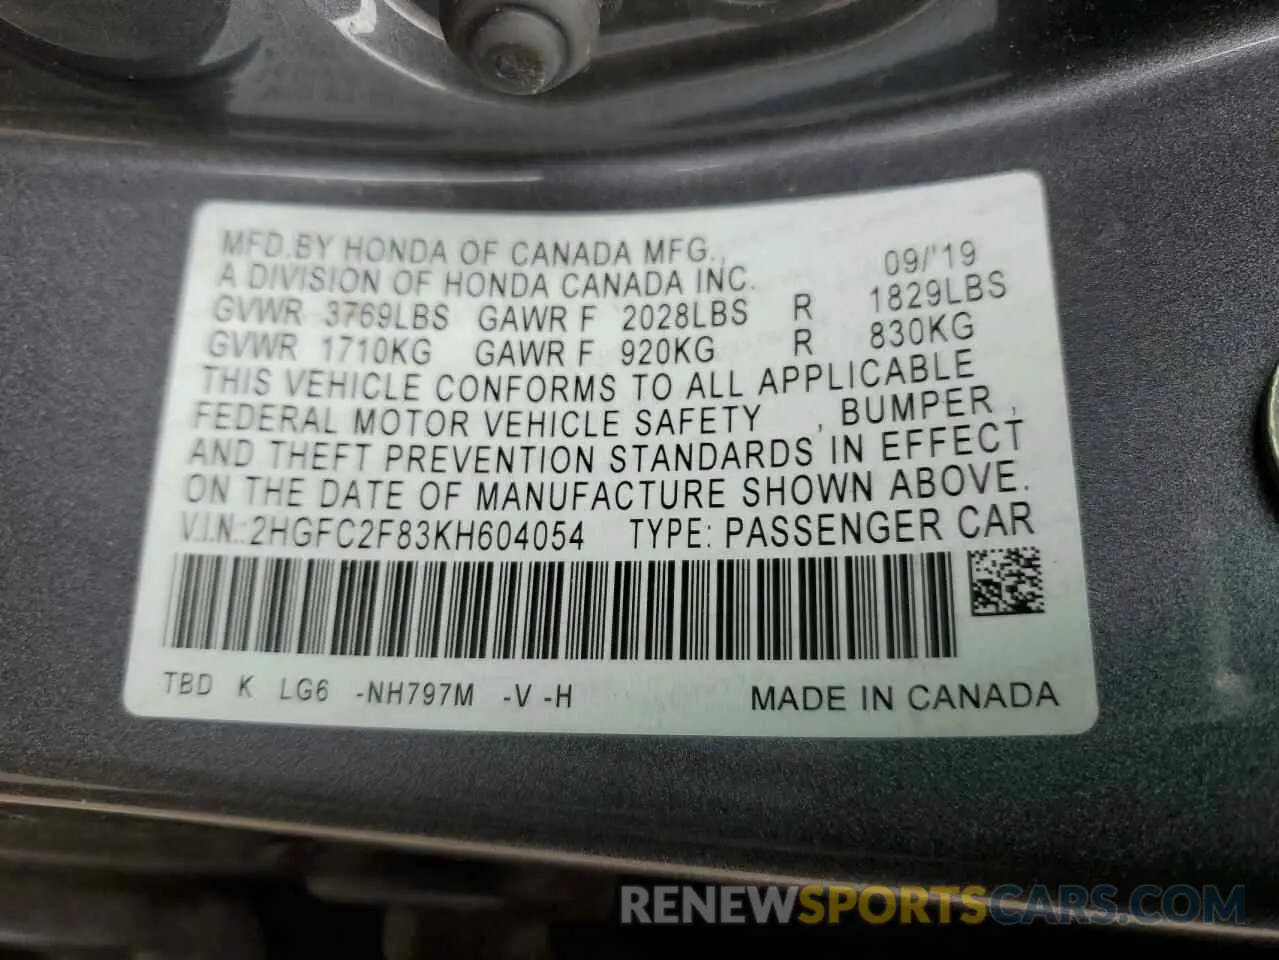 MFD.BY HONDA OF CANADA MFG., 09/'19
A DIVISION OF HONDA CANADA INC.
GVWR 3769LBS GAWR F 2028LBS R 1829LBS
GVWR 1710KG GAWR F 920KG R 830KG
THIS VEHICLE CONFORMS TO ALL APPLICABLE
FEDERAL MOTOR VEHICLE SAFETY , BUMPER ,
AND THEFT PREVENTION STANDARDS IN EFFECT
ON THE DATE OF MANUFACTURE SHOWN ABOVE.
V.I.N.:2HGFC2F83KH604054 TYPE: PASSENGER CAR
TBD K LG6 -NH797M -V -H MADE IN CANADA
RENEWSPORTSCARS.COM